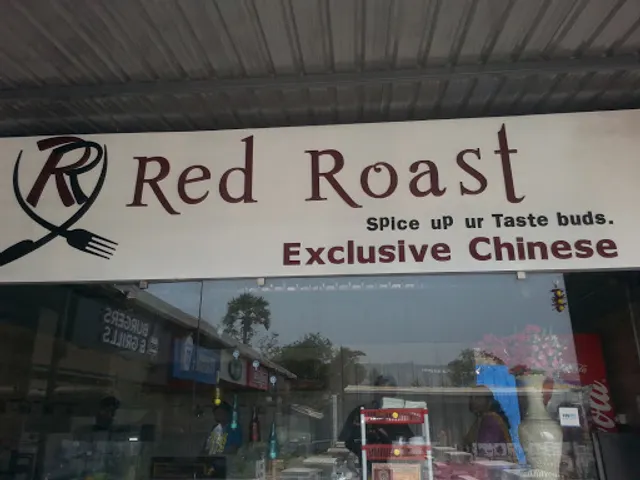 RR Red Roast
Spice up ur Taste buds.
Exclusive Chinese
BURGERS
& GRILLS